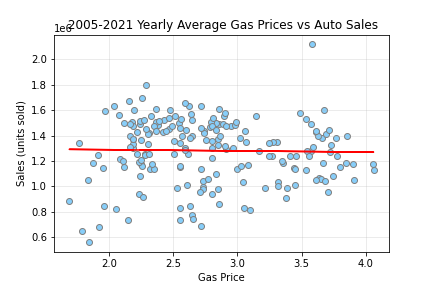 2005-2021 Yearly Average Gas Prices vs Auto Sales
1e6
2.0
1.8
1.6
1.4
1.2
1.0
0.8
0.6
Sales (units sold)
2.0 2.5 3.0 3.5 4.0
Gas Price